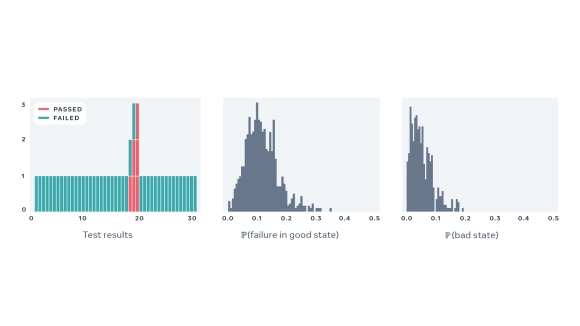 PASSED
FAILED
3
2
1
0
0 10 20 30
Test results
0.0 0.1 0.2 0.3 0.4 0.5
ℙ(failure in good state)
0.0 0.1 0.2 0.3 0.4 0.5
ℙ(bad state)